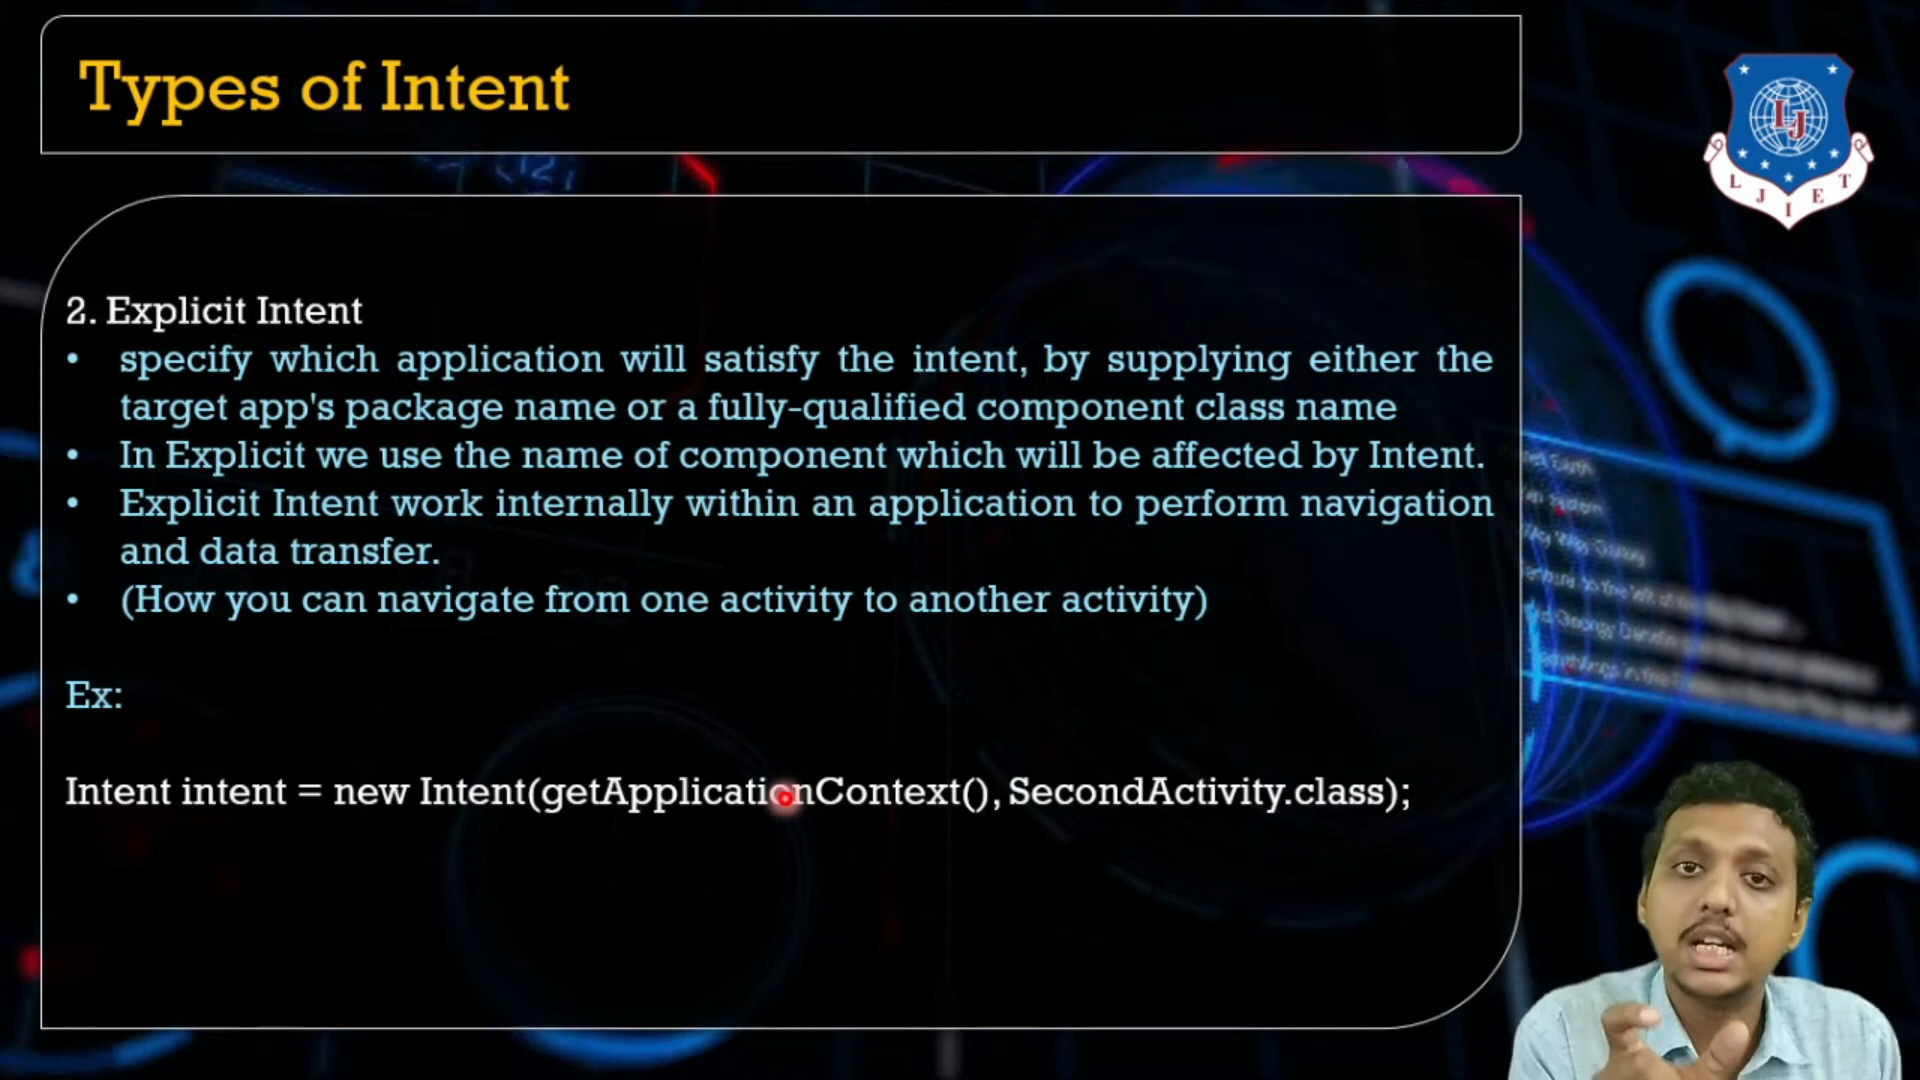 Types of Intent
2. Explicit Intent
• specify which application will satisfy the intent, by supplying either the
target app's package name or a fully-qualified component class name
• In Explicit we use the name of component which will be affected by Intent.
• Explicit Intent work internally within an application to perform navigation
and data transfer.
• (How you can navigate from one activity to another activity)
Ex:
Intent intent = new Intent(getApplicationContext(), SecondActivity.class);
LJ
L J I E T